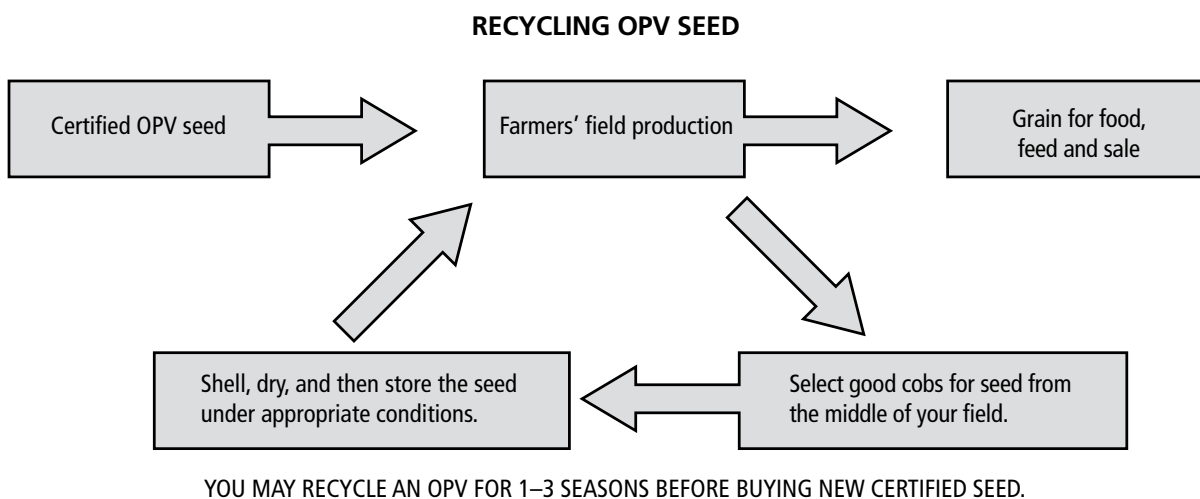 RECYCLING OPV SEED
Certified OPV seed
Farmers’ field production
Grain for food,
feed and sale
Shell, dry, and then store the seed
under appropriate conditions.
Select good cobs for seed from
the middle of your field.
YOU MAY RECYCLE AN OPV FOR 1–3 SEASONS BEFORE BUYING NEW CERTIFIED SEED.